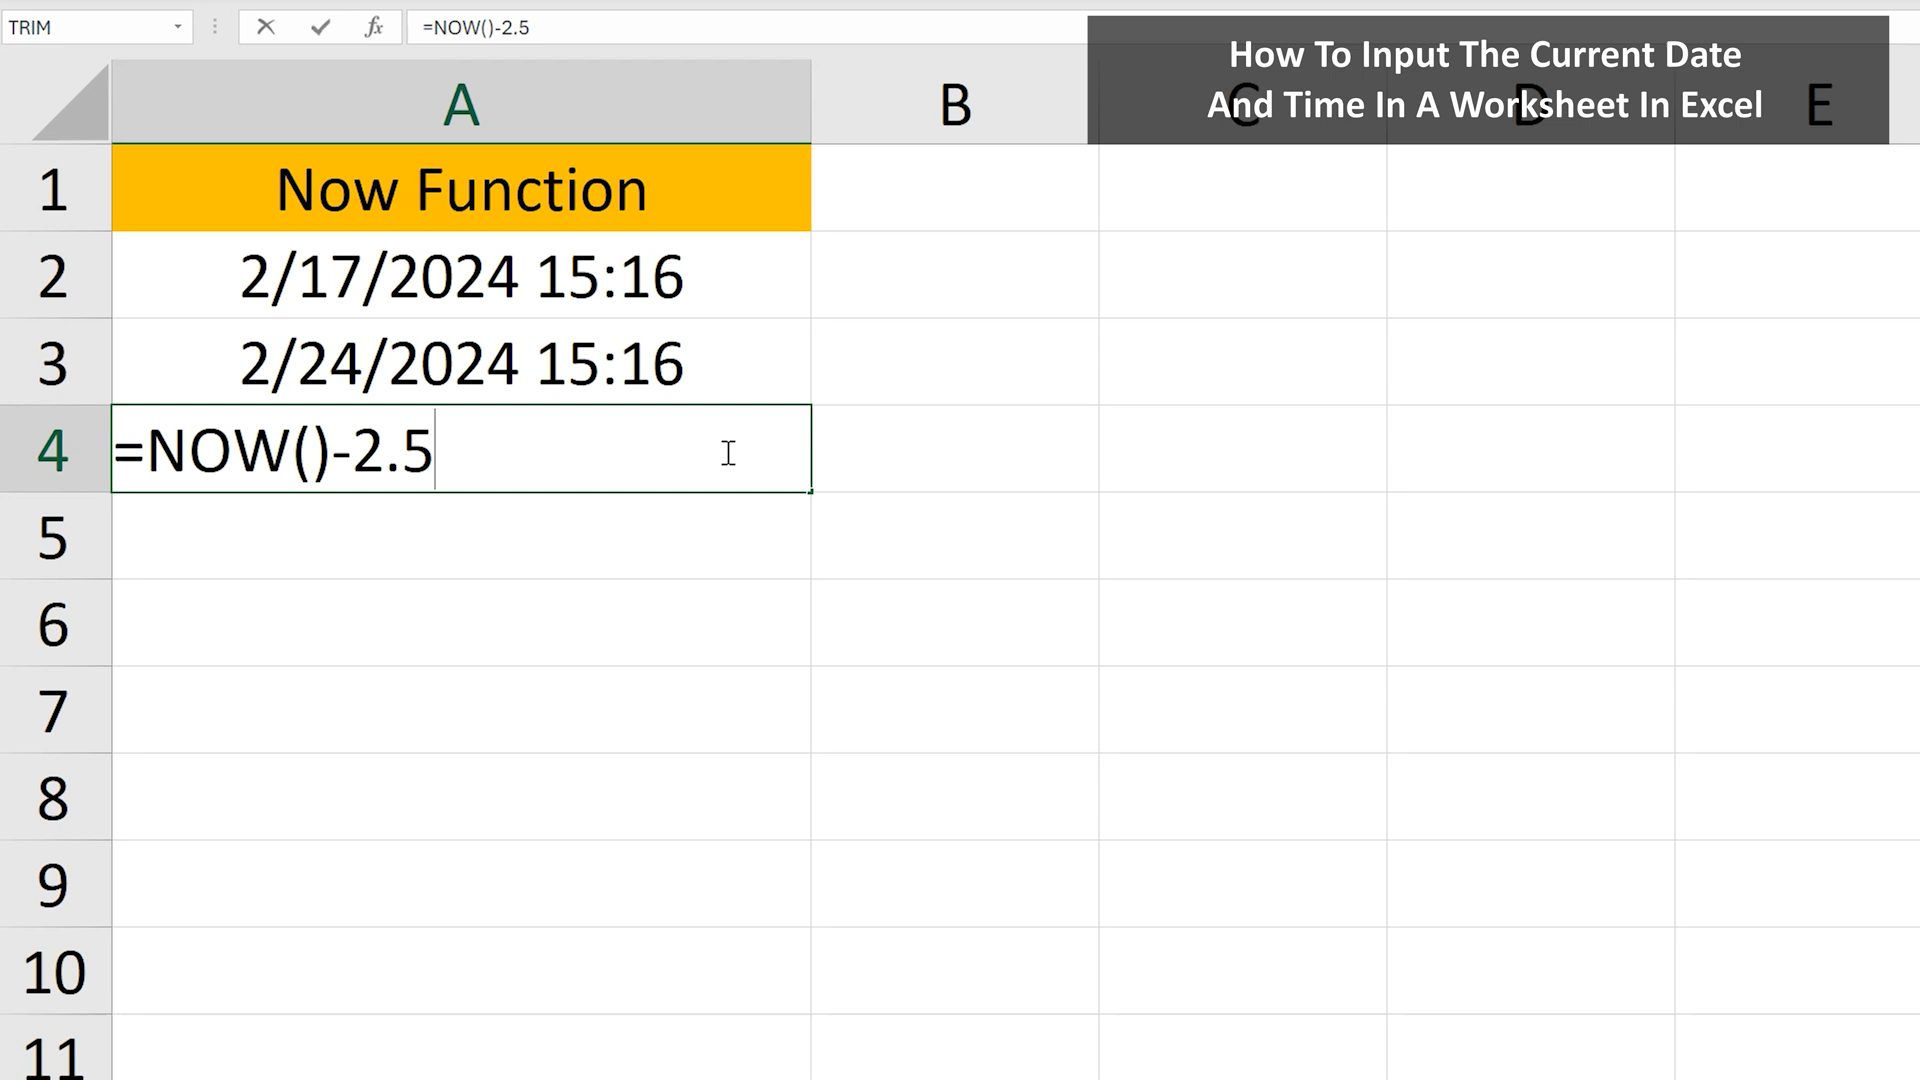 TRIM
fx
=NOW()-2.5
How To Input The Current Date
And Time In A Worksheet In Excel
A B C D E
1 Now Function
2 2/17/2024 15:16
3 2/24/2024 15:16
4 =NOW()-2.5
5
6
7
8
9
10
11